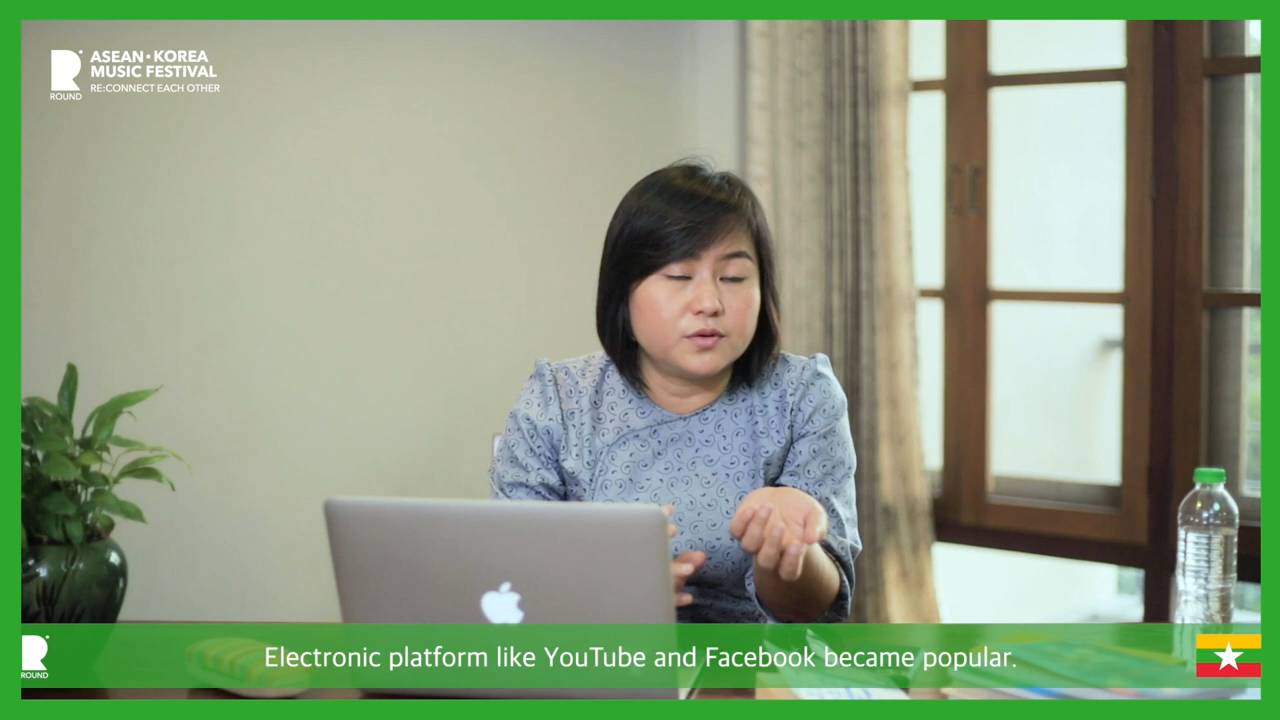 ASEAN • KOREA
MUSIC FESTIVAL
RE:CONNECT EACH OTHER
ROUND
Electronic platform like YouTube and Facebook became popular.
ROUND